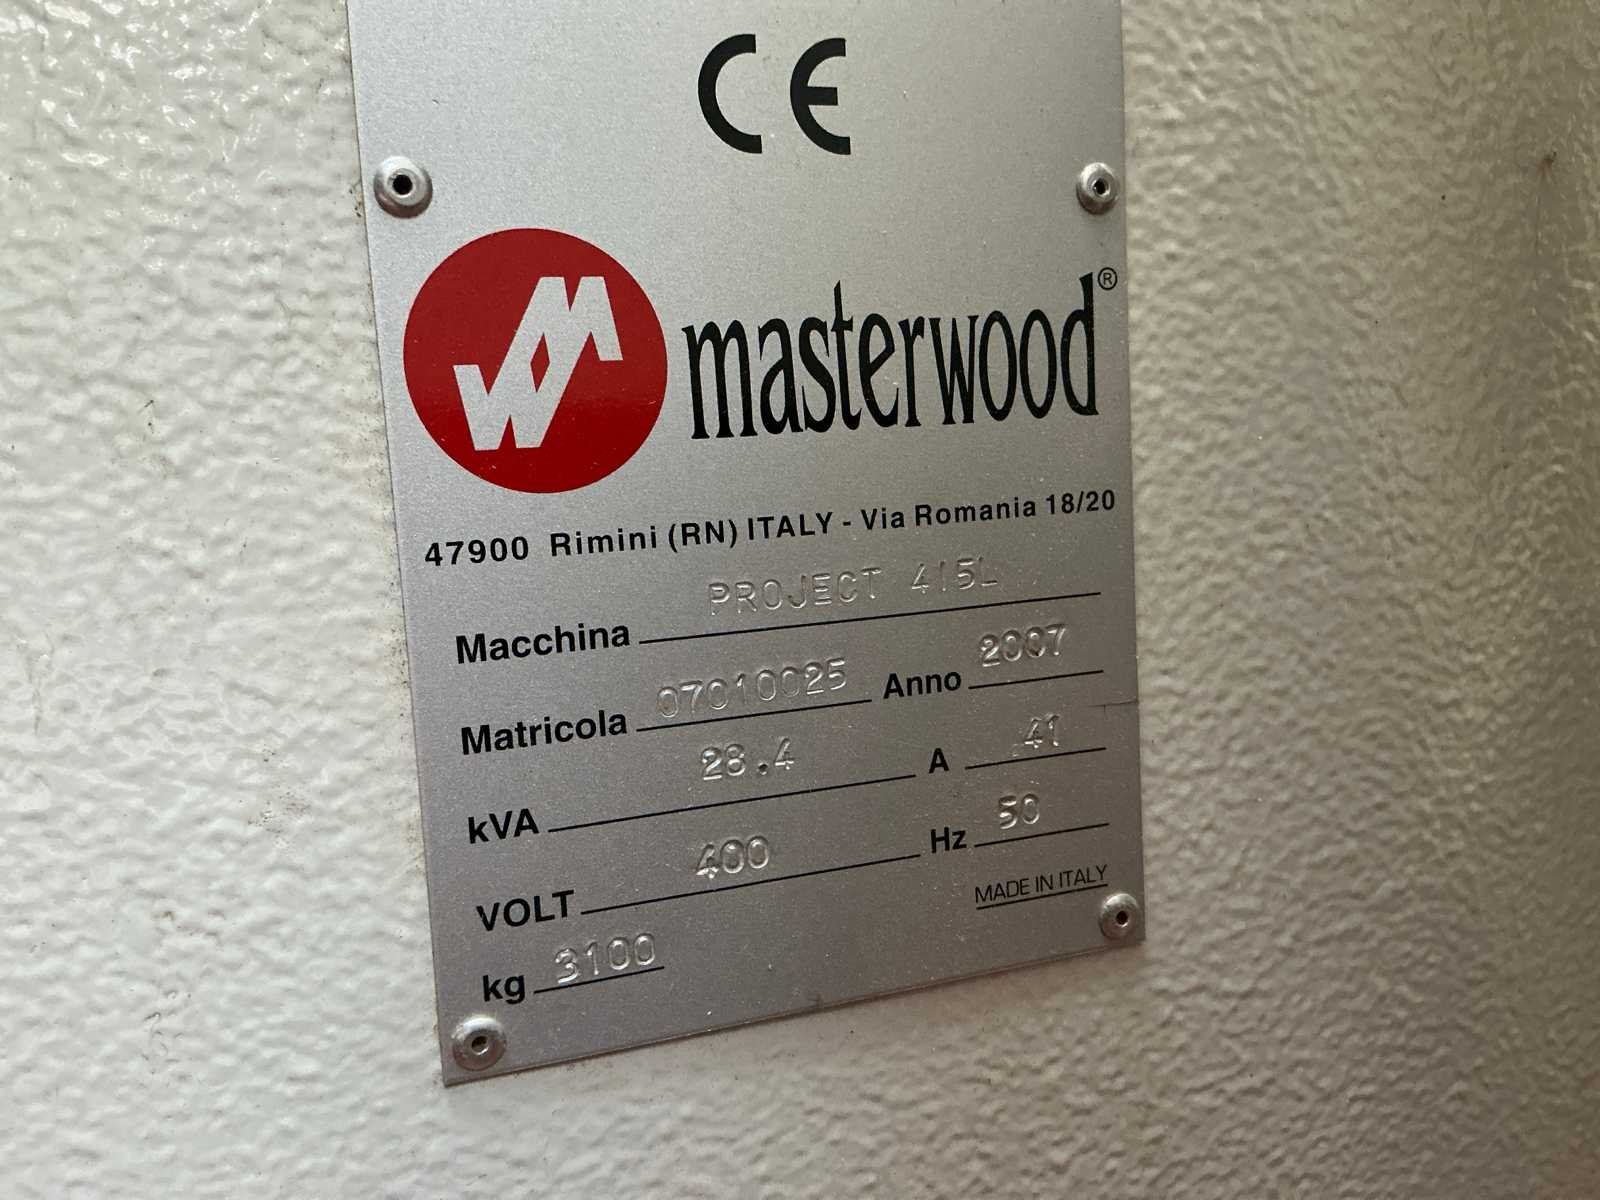 CE
masterwood®
47900 Rimini (RN) ITALY - Via Romania 18/20
Macchina PROJECT 415L
Matricola 07010025 Anno 2007
kVA 28.4 A 41
VOLT 400 Hz 50
MADE IN ITALY
kg 3100